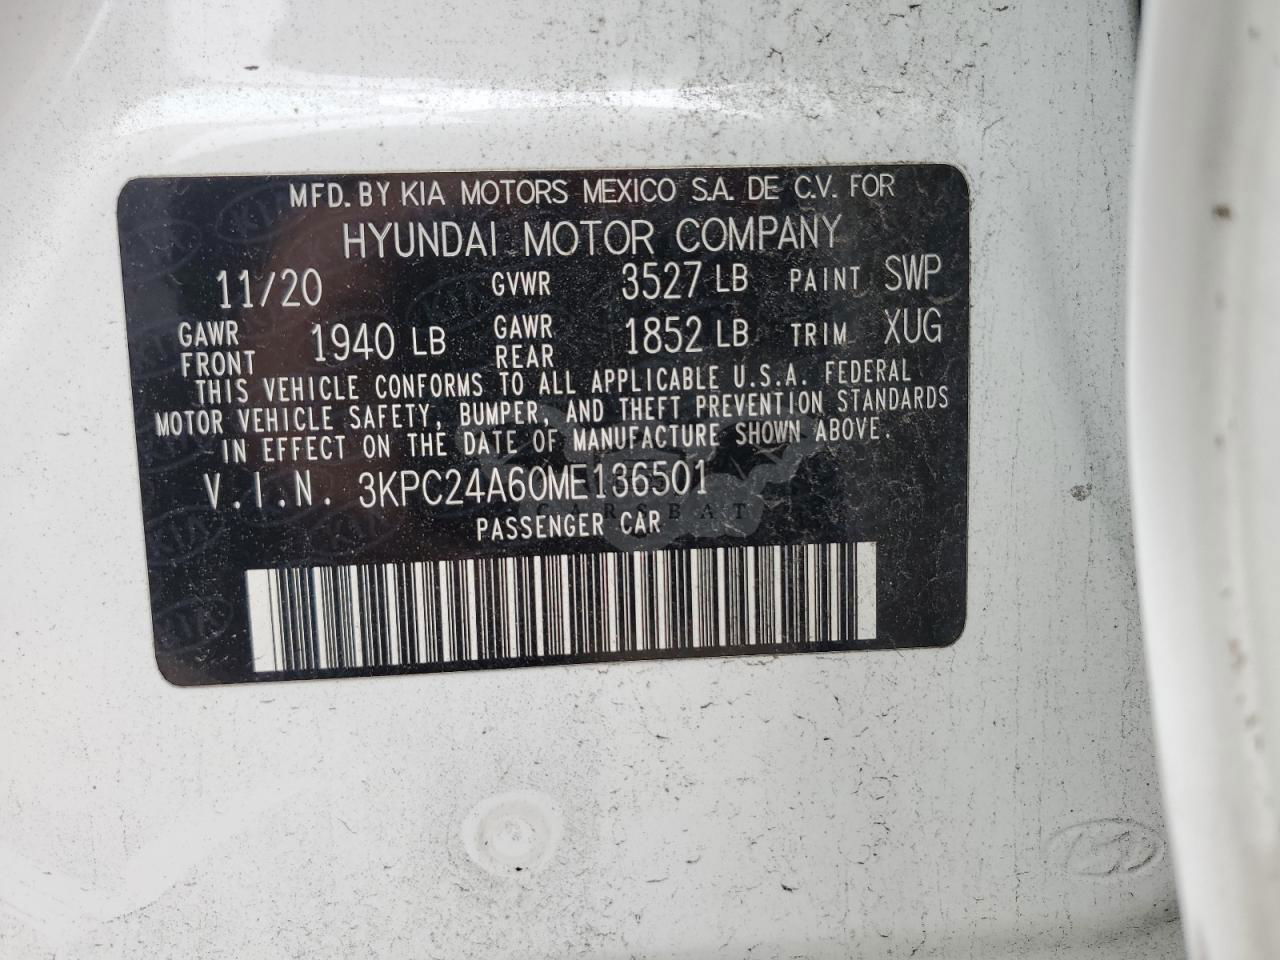 MFD. BY KIA MOTORS MEXICO S.A. DE C.V. FOR
HYUNDAI MOTOR COMPANY
11/20 GVWR 3527 LB PAINT SWP
GAWR FRONT 1940 LB GAWR REAR 1852 LB TRIM XUG
THIS VEHICLE CONFORMS TO ALL APPLICABLE U.S.A. FEDERAL
MOTOR VEHICLE SAFETY, BUMPER, AND THEFT PREVENTION STANDARDS
IN EFFECT ON THE DATE OF MANUFACTURE SHOWN ABOVE.
V.I.N. 3KPC24A60ME136501
CARSBAT
PASSENGER CAR